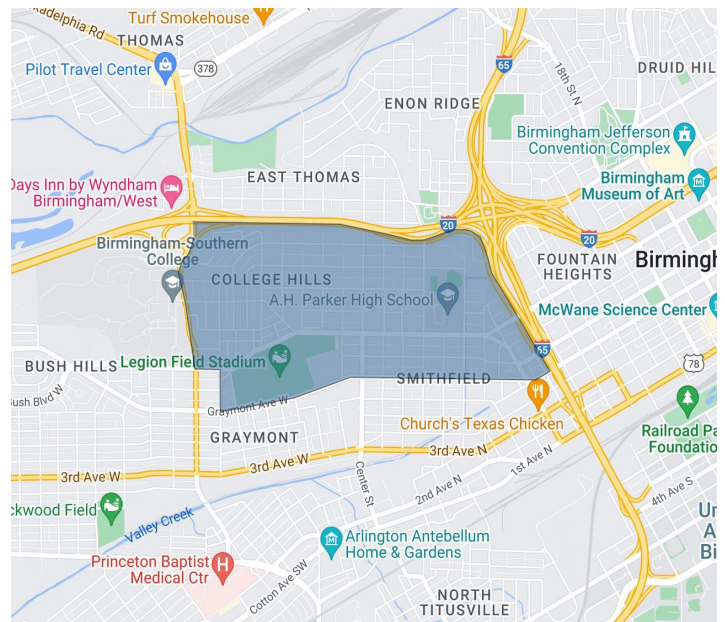 Turf Smokehouse
adelphia Rd
THOMAS
Pilot Travel Center
378
65
18th St N
DRUID HIL
ENON RIDGE
Birmingham Jefferson
Convention Complex
EAST THOMAS
Birmingham
Museum of Art
Days Inn by Wyndham
Birmingham/West
20
20
Birmingham-Southern
College
FOUNTAIN
HEIGHTS
Birmingh
COLLEGE HILLS
A.H. Parker High School
McWane Science Center
65
78
BUSH HILLS
Legion Field Stadium
SMITHFIELD
Bush Blvd W
Graymont Ave W
Church's Texas Chicken
Railroad Pa
Foundatio
GRAYMONT
3rd Ave W
3rd Ave W
3rd Ave N
1st Ave N
Center St
2nd Ave N
4th Ave S
ckwood Field
Valley Creek
Un
A
Bi
Arlington Antebellum
Home & Gardens
Princeton Baptist
Medical Ctr
Cotton Ave SW
NORTH
TITUSVILLE